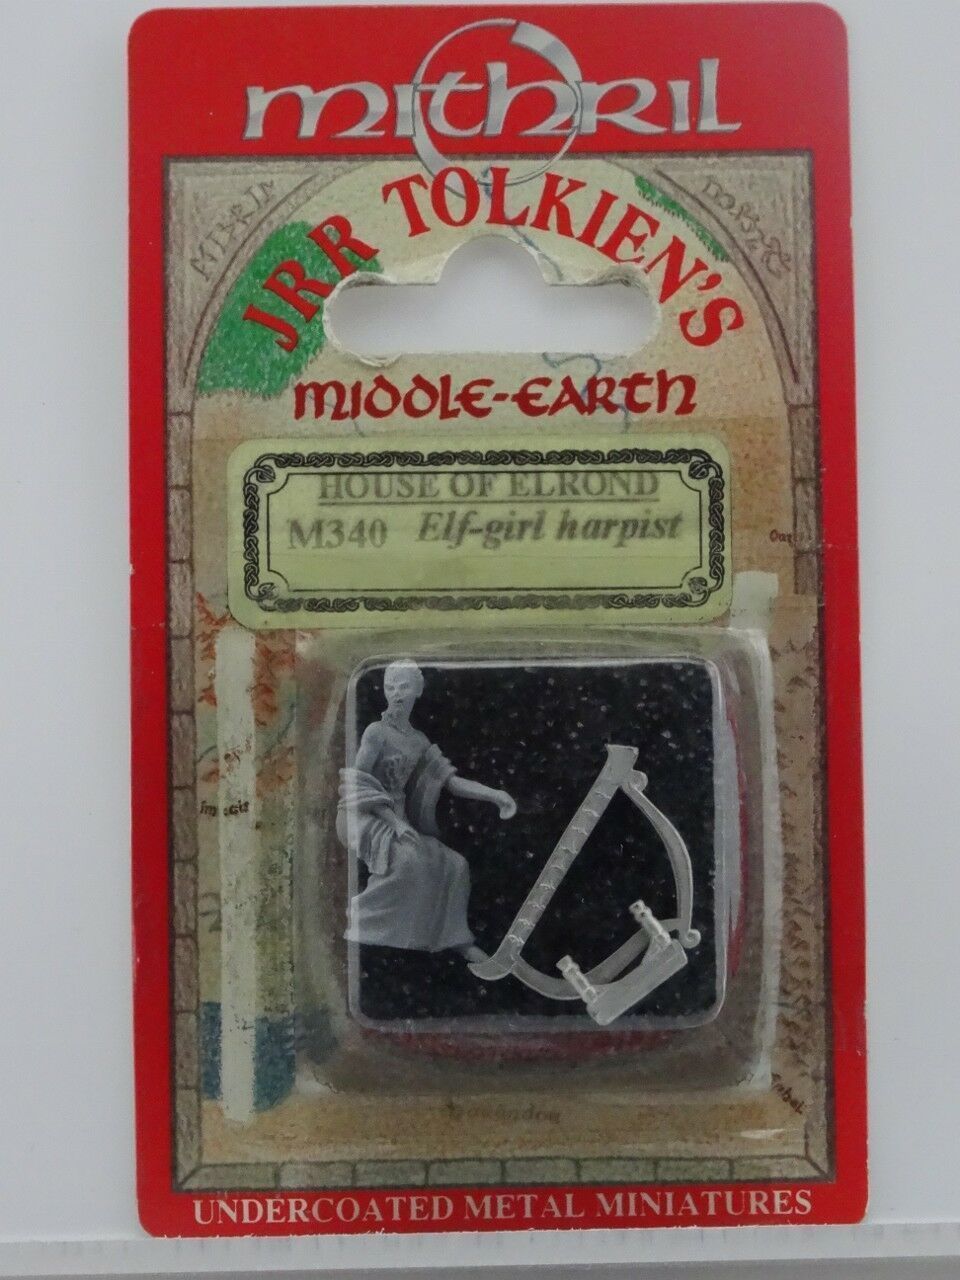 mithril
JRR TOLKIEN'S
MIDDLE-EARTH
HOUSE OF ELROND
M340 Elf-girl harpist
UNDERCOATED METAL MINIATURES